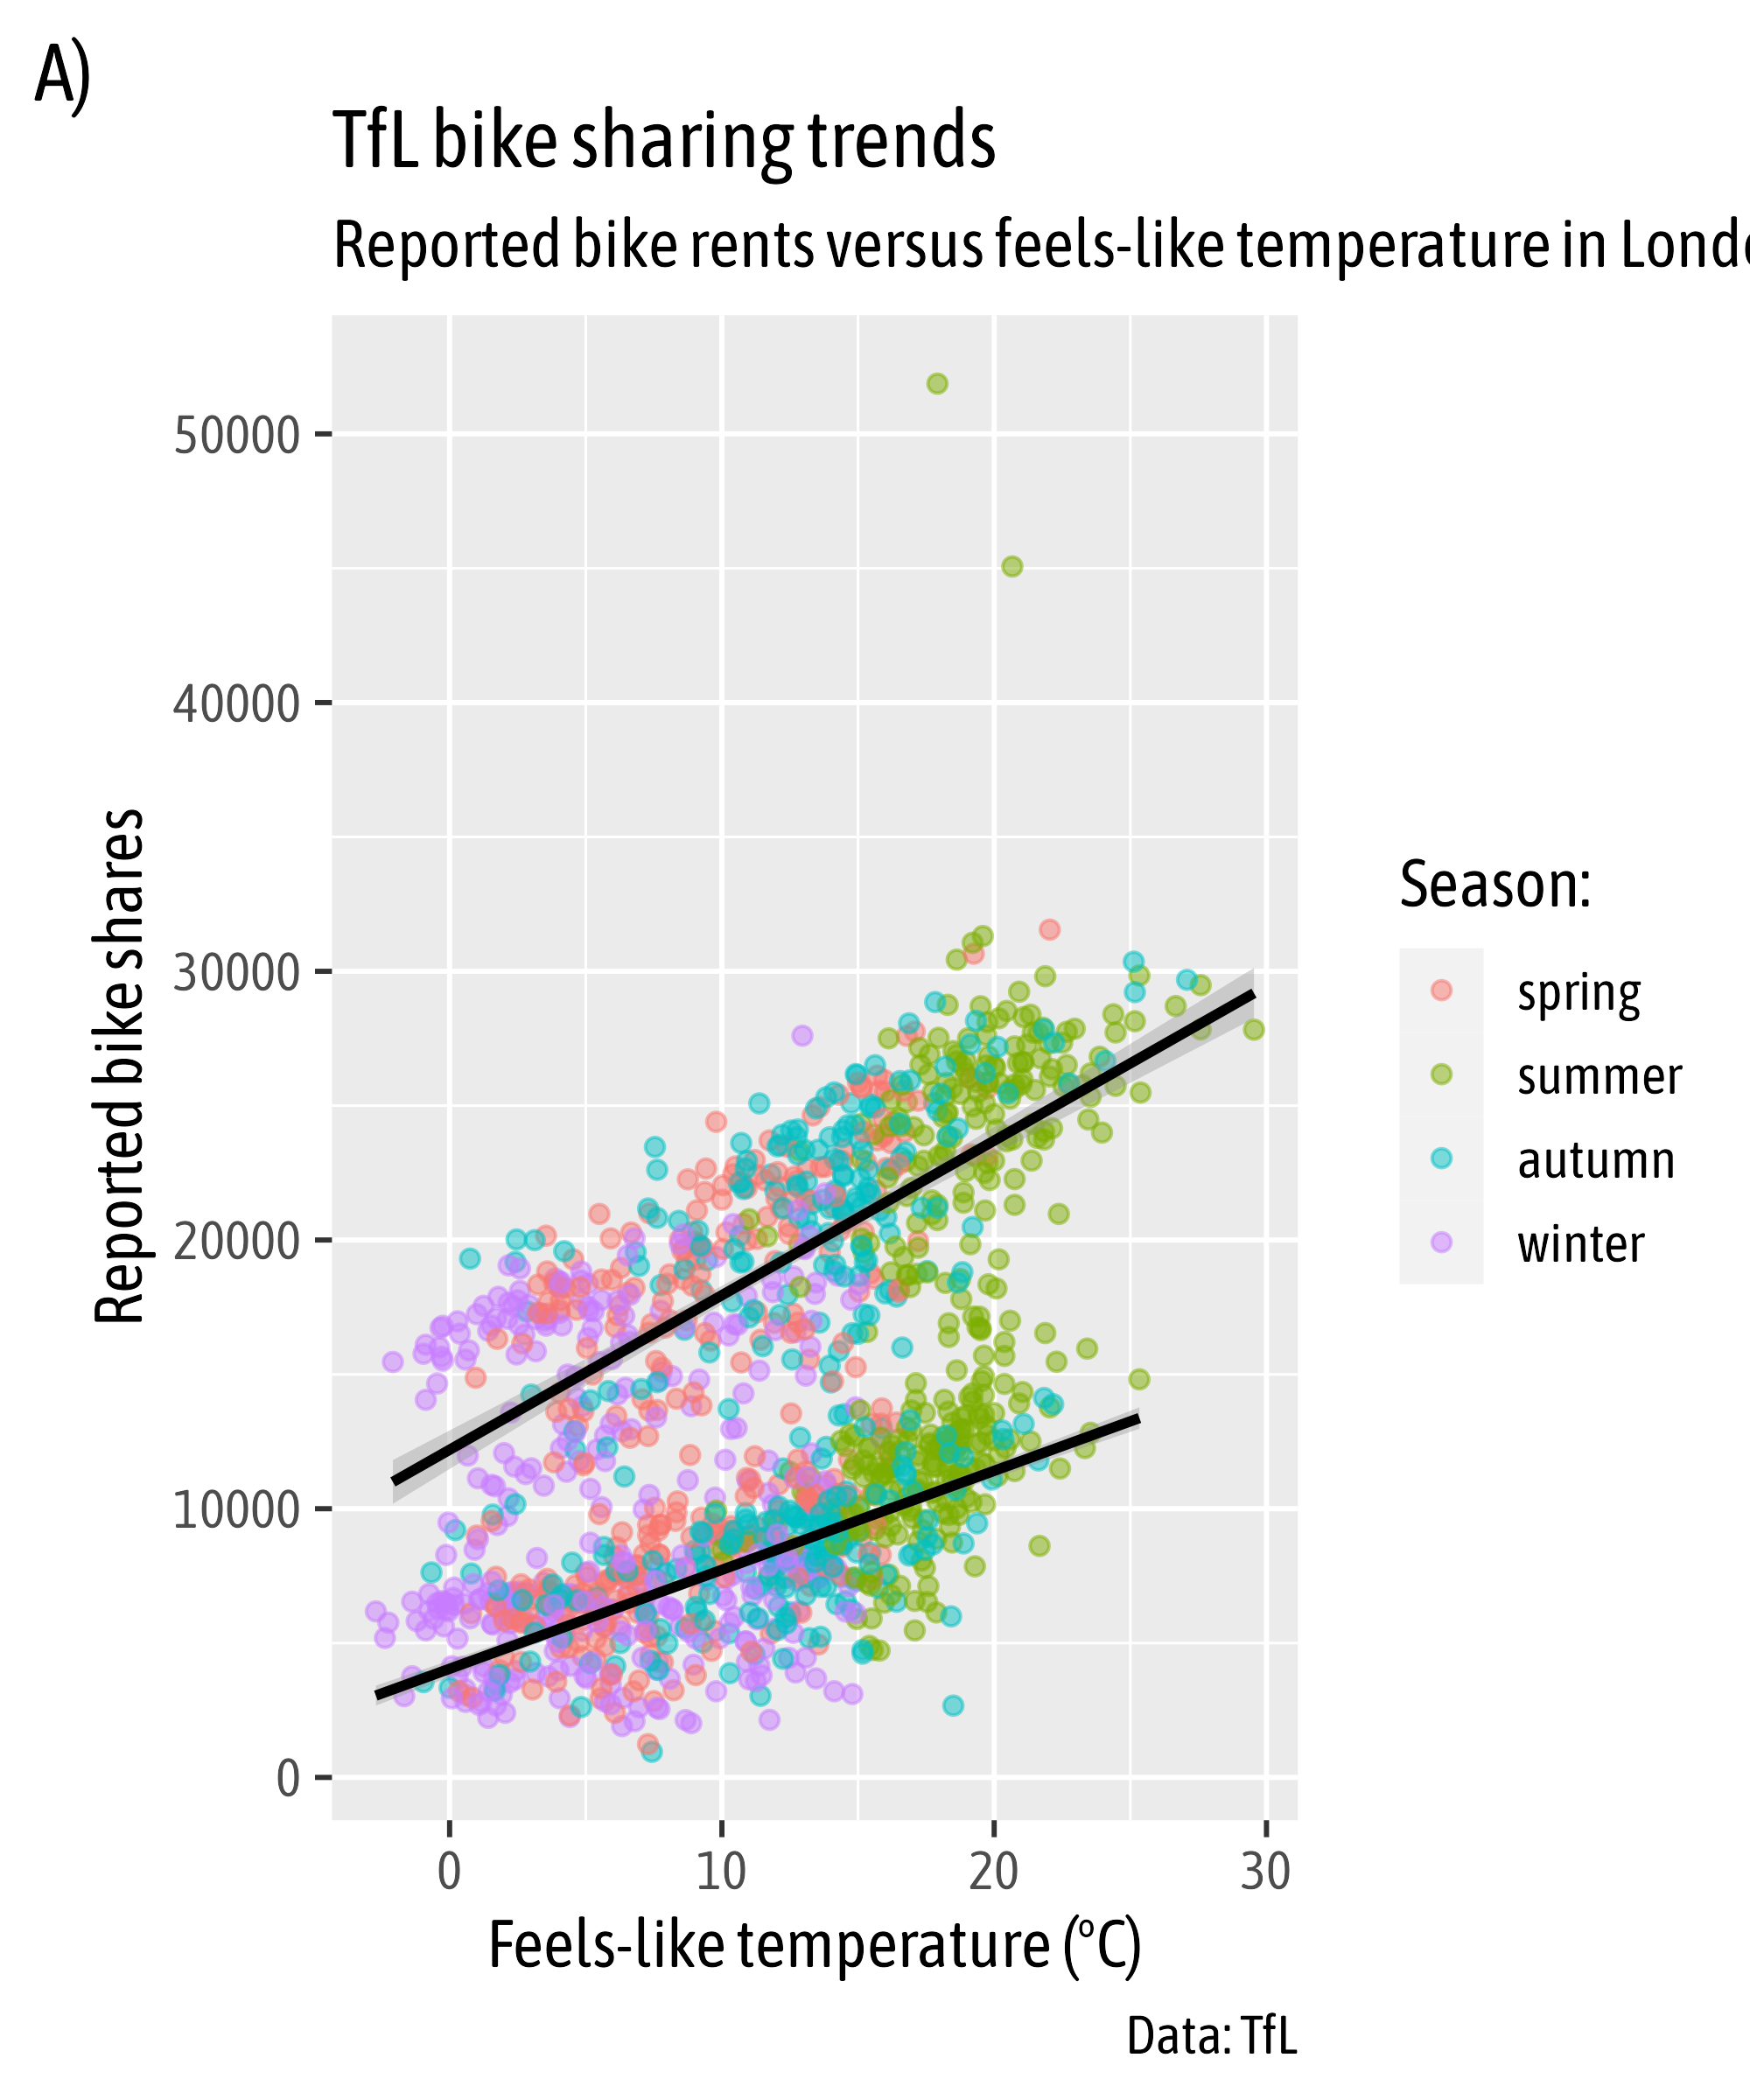 A)
TfL bike sharing trends
Reported bike rents versus feels-like temperature in
50000
40000
30000
20000
10000
0
Reported bike shares
0 10 20 30
Feels-like temperature (°C)
Season:
spring
summer
autumn
winter
Data: TfL